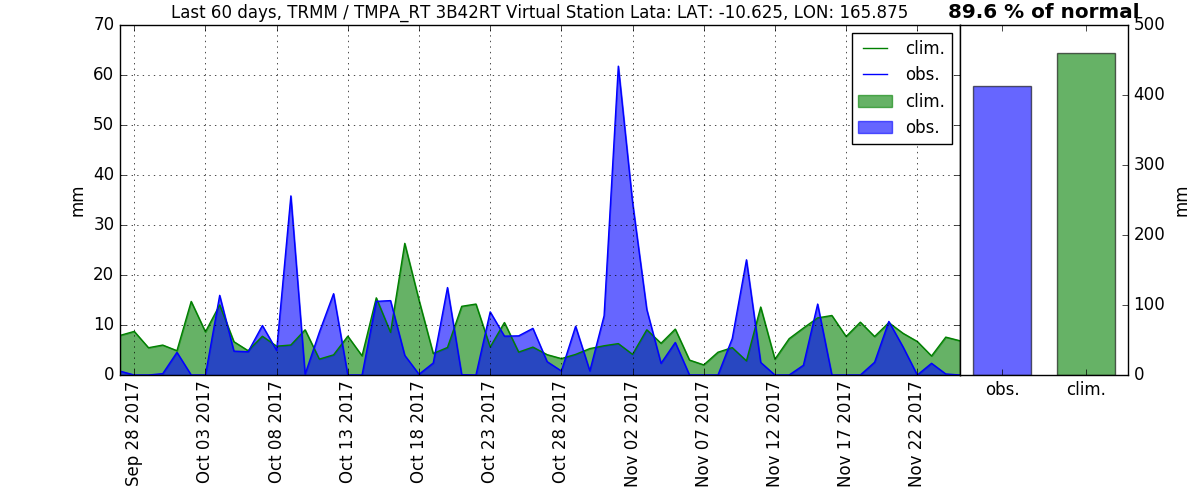 Last 60 days, TRMM / TMPA_RT 3B42RT Virtual Station Lata: LAT: -10.625, LON: 165.875
89.6 % of normal
70
60
50
40
30
20
10
0
mm
clim.
obs.
clim.
obs.
Sep 28 2017
Oct 03 2017
Oct 08 2017
Oct 13 2017
Oct 18 2017
Oct 23 2017
Oct 28 2017
Nov 02 2017
Nov 07 2017
Nov 12 2017
Nov 17 2017
Nov 22 2017
500
400
300
200
100
0
mm
obs.
clim.